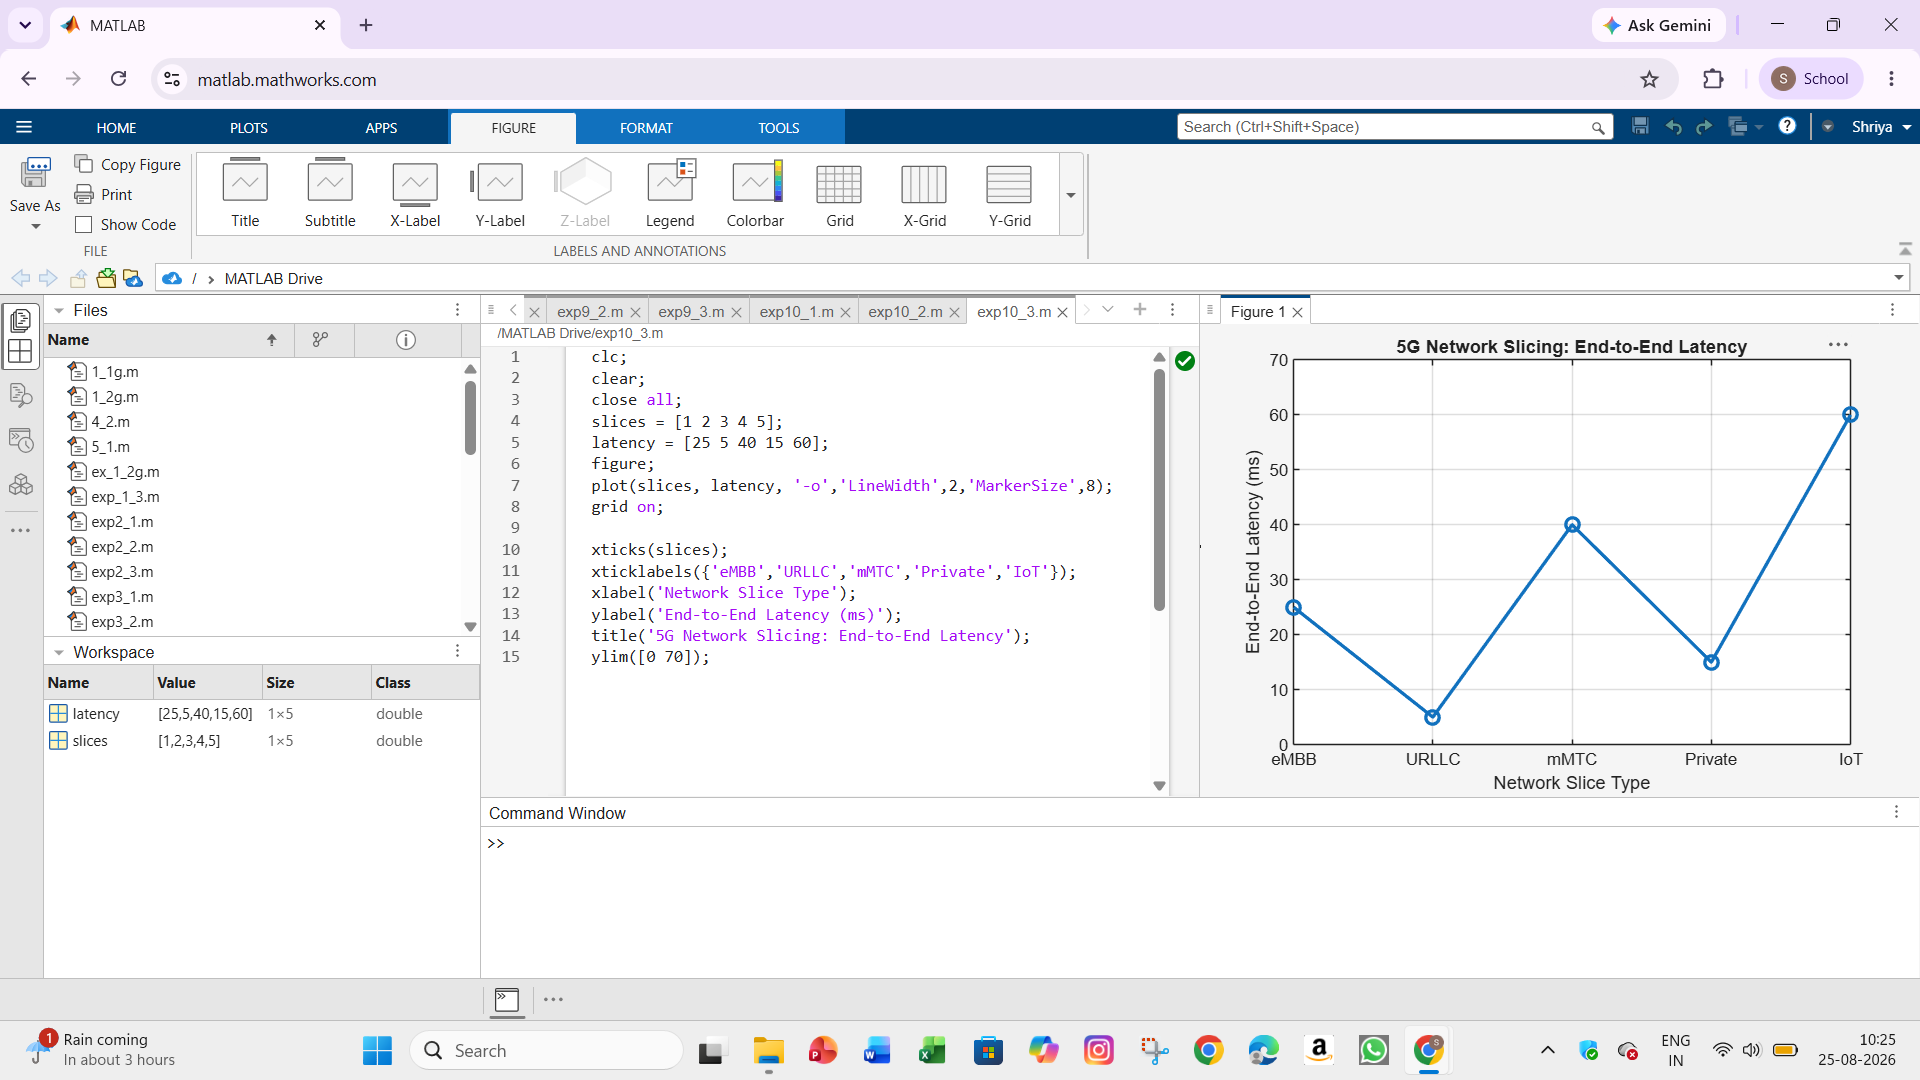 MATLAB
Ask Gemini
matlab.mathworks.com
S
School
HOME
PLOTS
APPS
FIGURE
FORMAT
TOOLS
Search (Ctrl+Shift+Space)
Shriya
Save As
Copy Figure
Print
Show Code
FILE
Title
Subtitle
X-Label
Y-Label
Z-Label
Legend
Colorbar
Grid
X-Grid
Y-Grid
LABELS AND ANNOTATIONS
/ › MATLAB Drive
Files
Name
1_1g.m
1_2g.m
4_2.m
5_1.m
ex_1_2g.m
exp_1_3.m
exp2_1.m
exp2_2.m
exp2_3.m
exp3_1.m
exp3_2.m
Workspace
Name Value Size Class
latency [25,5,40,15,60] 1×5 double
slices [1,2,3,4,5] 1×5 double
exp9_2.m
exp9_3.m
exp10_1.m
exp10_2.m
exp10_3.m
/MATLAB Drive/exp10_3.m
1 clc;
2 clear;
3 close all;
4 slices = [1 2 3 4 5];
5 latency = [25 5 40 15 60];
6 figure;
7 plot(slices, latency, '-o','LineWidth',2,'MarkerSize',8);
8 grid on;
9
10 xticks(slices);
11 xticklabels({'eMBB','URLLC','mMTC','Private','IoT'});
12 xlabel('Network Slice Type');
13 ylabel('End-to-End Latency (ms)');
14 title('5G Network Slicing: End-to-End Latency');
15 ylim([0 70]);
Figure 1
5G Network Slicing: End-to-End Latency
End-to-End Latency (ms)
70
60
50
40
30
20
10
0
eMBB URLLC mMTC Private IoT
Network Slice Type
Command Window
>>
1
Rain coming
In about 3 hours
Search
ENG
IN
10:25
25-08-2026